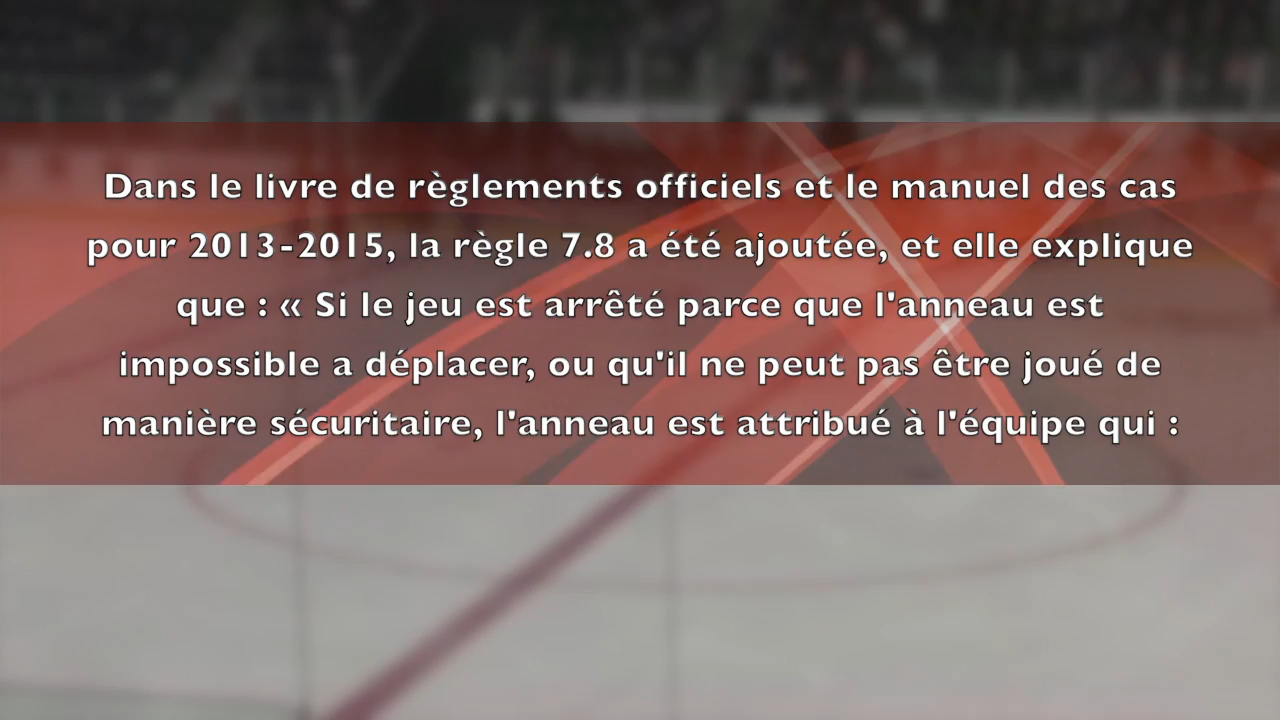 Dans le livre de règlements officiels et le manuel des cas
pour 2013-2015, la règle 7.8 a été ajoutée, et elle explique
que : « Si le jeu est arrêté parce que l'anneau est
impossible a déplacer, ou qu'il ne peut pas être joué de
manière sécuritaire, l'anneau est attribué à l'équipe qui :